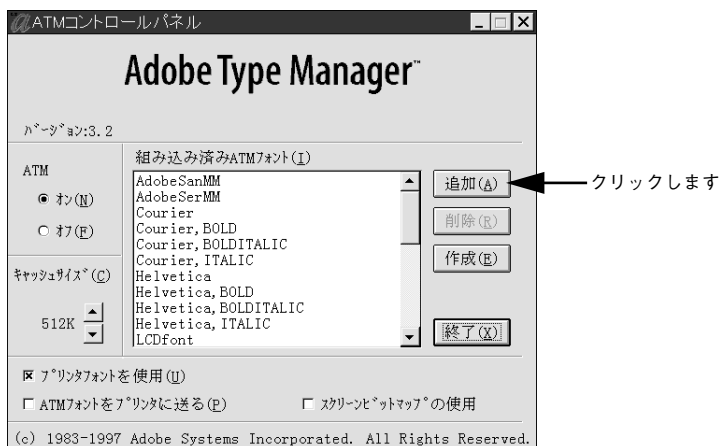 ATMコントロールパネル
Adobe Type Manager™
ﾊﾞｰｼﾞｮﾝ:3.2
ATM
オン(N)
オフ(F)
ｷｬｯｼｭｻｲｽﾞ(C)
512K
組み込み済みATMﾌｫﾝﾄ(I)
AdobeSanMM
AdobeSerMM
Courier
Courier,BOLD
Courier,BOLDITALIC
Courier,ITALIC
Helvetica
Helvetica,BOLD
Helvetica,BOLDITALIC
Helvetica,ITALIC
LCDfont
追加(A)
クリックします
削除(R)
作成(E)
終了(X)
ﾌﾟﾘﾝﾀﾌｫﾝﾄを使用(U)
ATMﾌｫﾝﾄをﾌﾟﾘﾝﾀに送る(P)
ｽｸﾘｰﾝﾋﾞｯﾄﾏｯﾌﾟの使用
(c) 1983-1997 Adobe Systems Incorporated. All Rights Reserved.